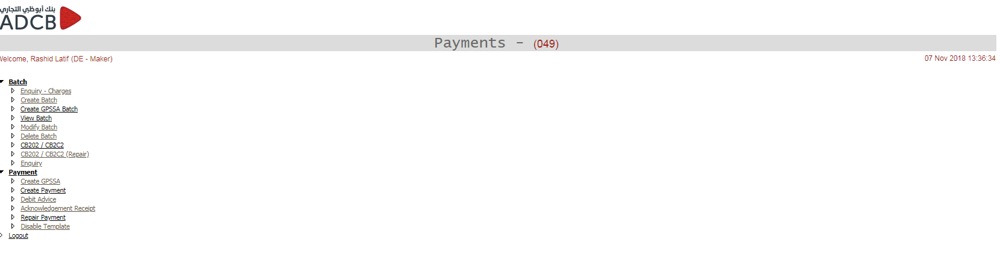 بنك أبوظبي التجاري
ADCB
Payments - (049)
Welcome, Rashid Latif (DE - Maker)
07 Nov 2018 13:36:34
Batch
Enquiry - Charges
Create Batch
Create GPSSA Batch
View Batch
Modify Batch
Delete Batch
CB202 / CB2C2
CB202 / CB2C2 (Repair)
Enquiry
Payment
Create GPSSA
Create Payment
Debit Advice
Acknowledgement Receipt
Repair Payment
Disable Template
Logout